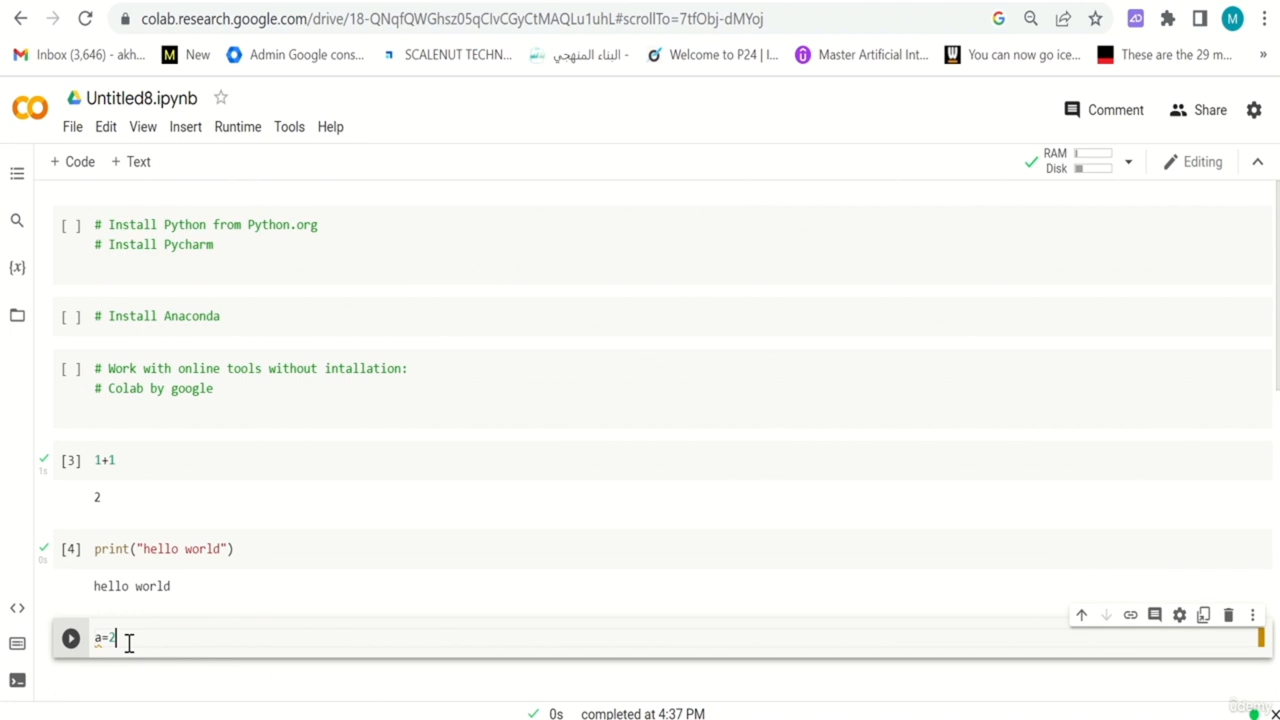 colab.research.google.com/drive/18-QNqfQWGhsz05qCIvCGyCtMAQLu1uhL#scrollTo=7tfObj-dMYoj
M
Inbox (3,646) - akh... New Admin Google cons... SCALENUT TECHN... البناء المنهجي - ... Welcome to P24 | I... Master Artificial Int... You can now go ice... These are the 29 m... »
Untitled8.ipynb
Comment Share
File Edit View Insert Runtime Tools Help
+ Code + Text
RAM
Disk
Editing
[ ] # Install Python from Python.org
# Install Pycharm
[ ] # Install Anaconda
[ ] # Work with online tools without intallation:
# Colab by google
[3] 1+1
1s
2
[4] print("hello world")
0s
hello world
a=2
0s completed at 4:37 PM
ûdemy